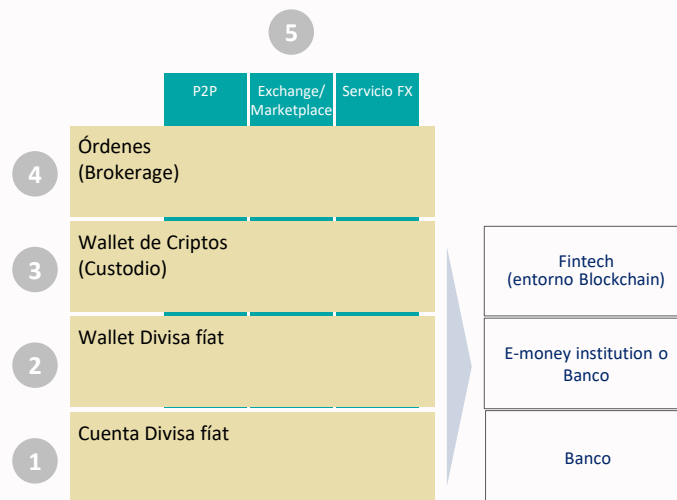 5
P2P
Exchange/
Marketplace
Servicio FX
4
Órdenes
(Brokerage)
3
Wallet de Criptos
(Custodio)
Fintech
(entorno Blockchain)
2
Wallet Divisa fíat
E-money institution o
Banco
1
Cuenta Divisa fíat
Banco